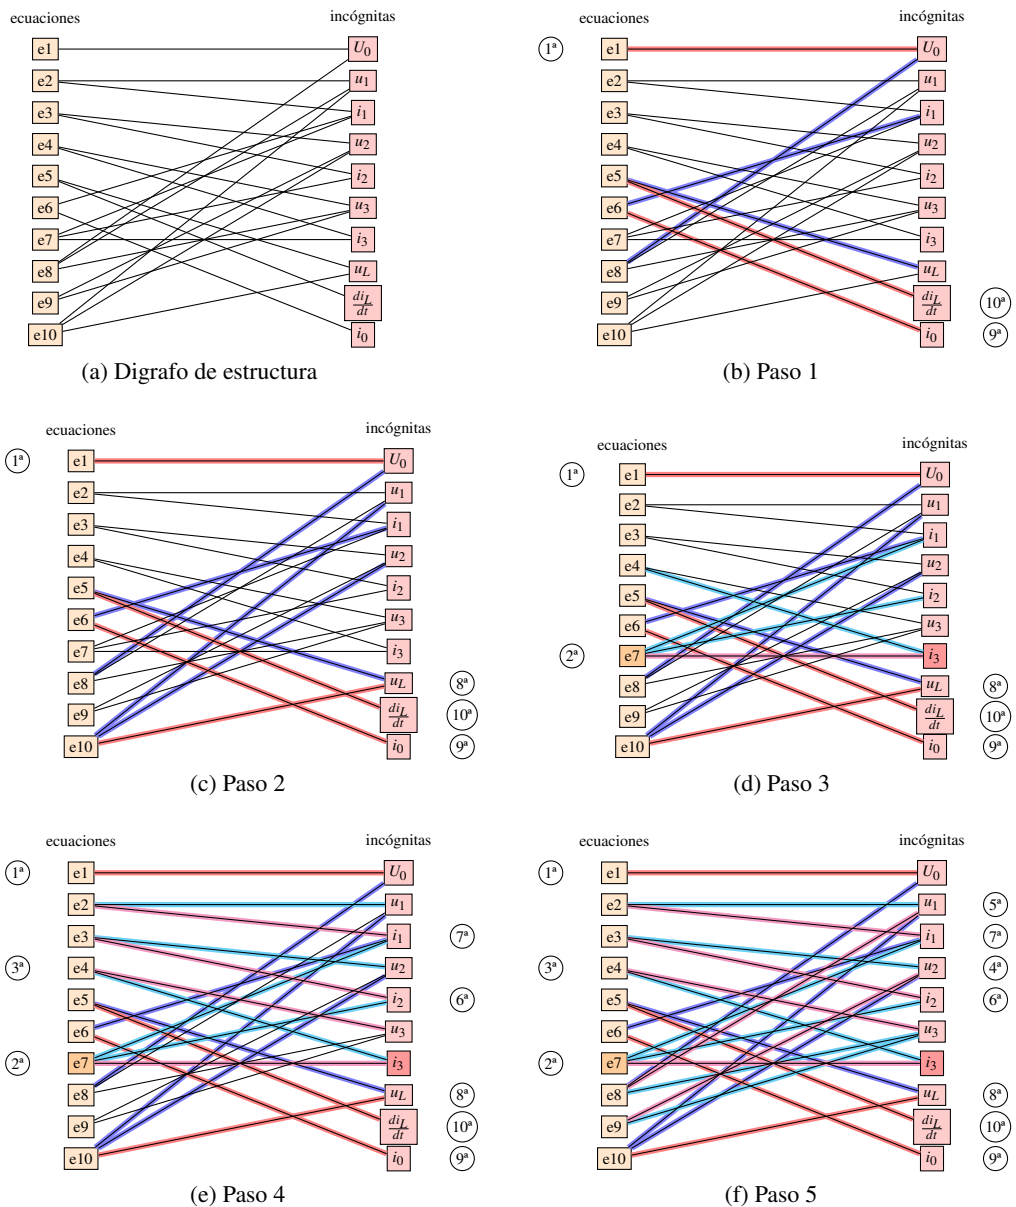 ecuaciones incógnitas
e1 U0
e2 u1
e3 i1
e4 u2
e5 i2
e6 u3
e7 i3
e8 uL
e9 diL/dt
e10 i0
(a) Digrafo de estructura
ecuaciones incógnitas
1ª e1 U0
e2 u1
e3 i1
e4 u2
e5 i2
e6 u3
e7 i3
e8 uL
e9 diL/dt 10ª
e10 i0 9ª
(b) Paso 1
ecuaciones incógnitas
1ª e1 U0
e2 u1
e3 i1
e4 u2
e5 i2
e6 u3
e7 i3
e8 uL 8ª
e9 diL/dt 10ª
e10 i0 9ª
(c) Paso 2
ecuaciones incógnitas
1ª e1 U0
e2 u1
e3 i1
e4 u2
e5 i2
e6 u3
2ª e7 i3
e8 uL 8ª
e9 diL/dt 10ª
e10 i0 9ª
(d) Paso 3
ecuaciones incógnitas
1ª e1 U0
e2 u1
e3 i1 7ª
3ª e4 u2
e5 i2 6ª
e6 u3
2ª e7 i3
e8 uL 8ª
e9 diL/dt 10ª
e10 i0 9ª
(e) Paso 4
ecuaciones incógnitas
1ª e1 U0
e2 u1 5ª
e3 i1 7ª
3ª e4 u2 4ª
e5 i2 6ª
e6 u3
2ª e7 i3
e8 uL 8ª
e9 diL/dt 10ª
e10 i0 9ª
(f) Paso 5